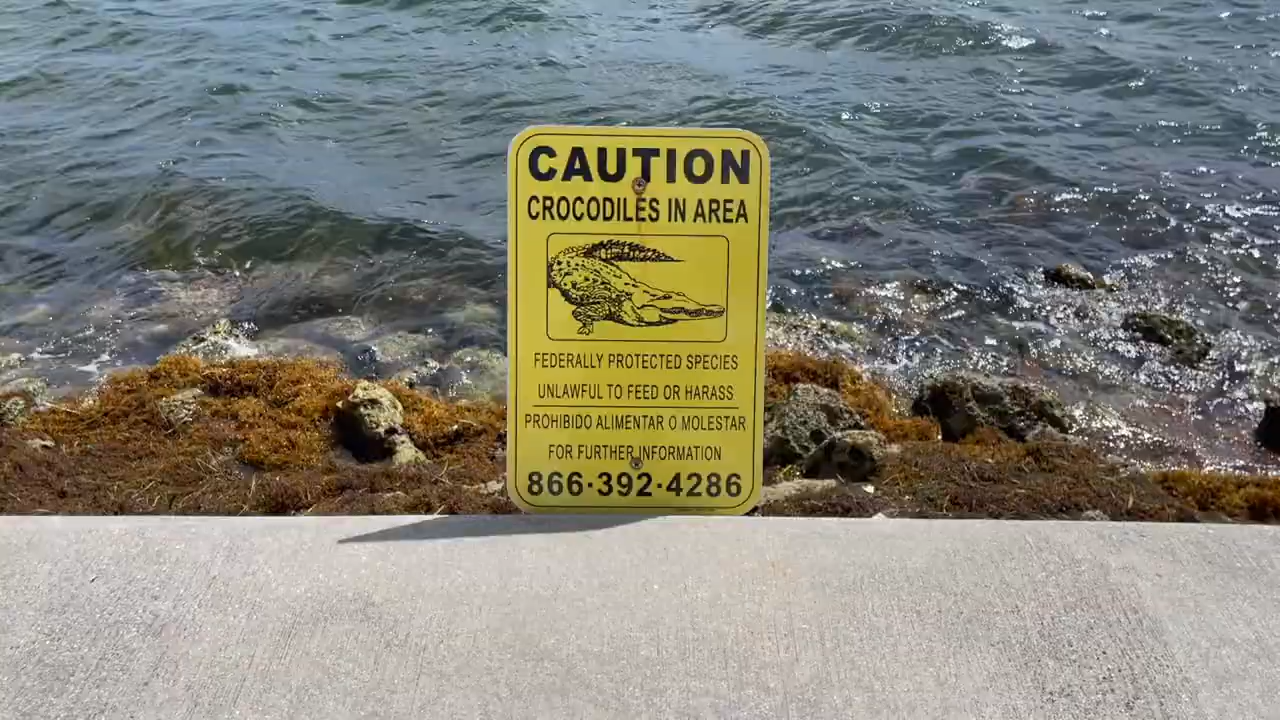 CAUTION
CROCODILES IN AREA
FEDERALLY PROTECTED SPECIES
UNLAWFUL TO FEED OR HARASS
PROHIBIDO ALIMENTAR O MOLESTAR
FOR FURTHER INFORMATION
866·392·4286